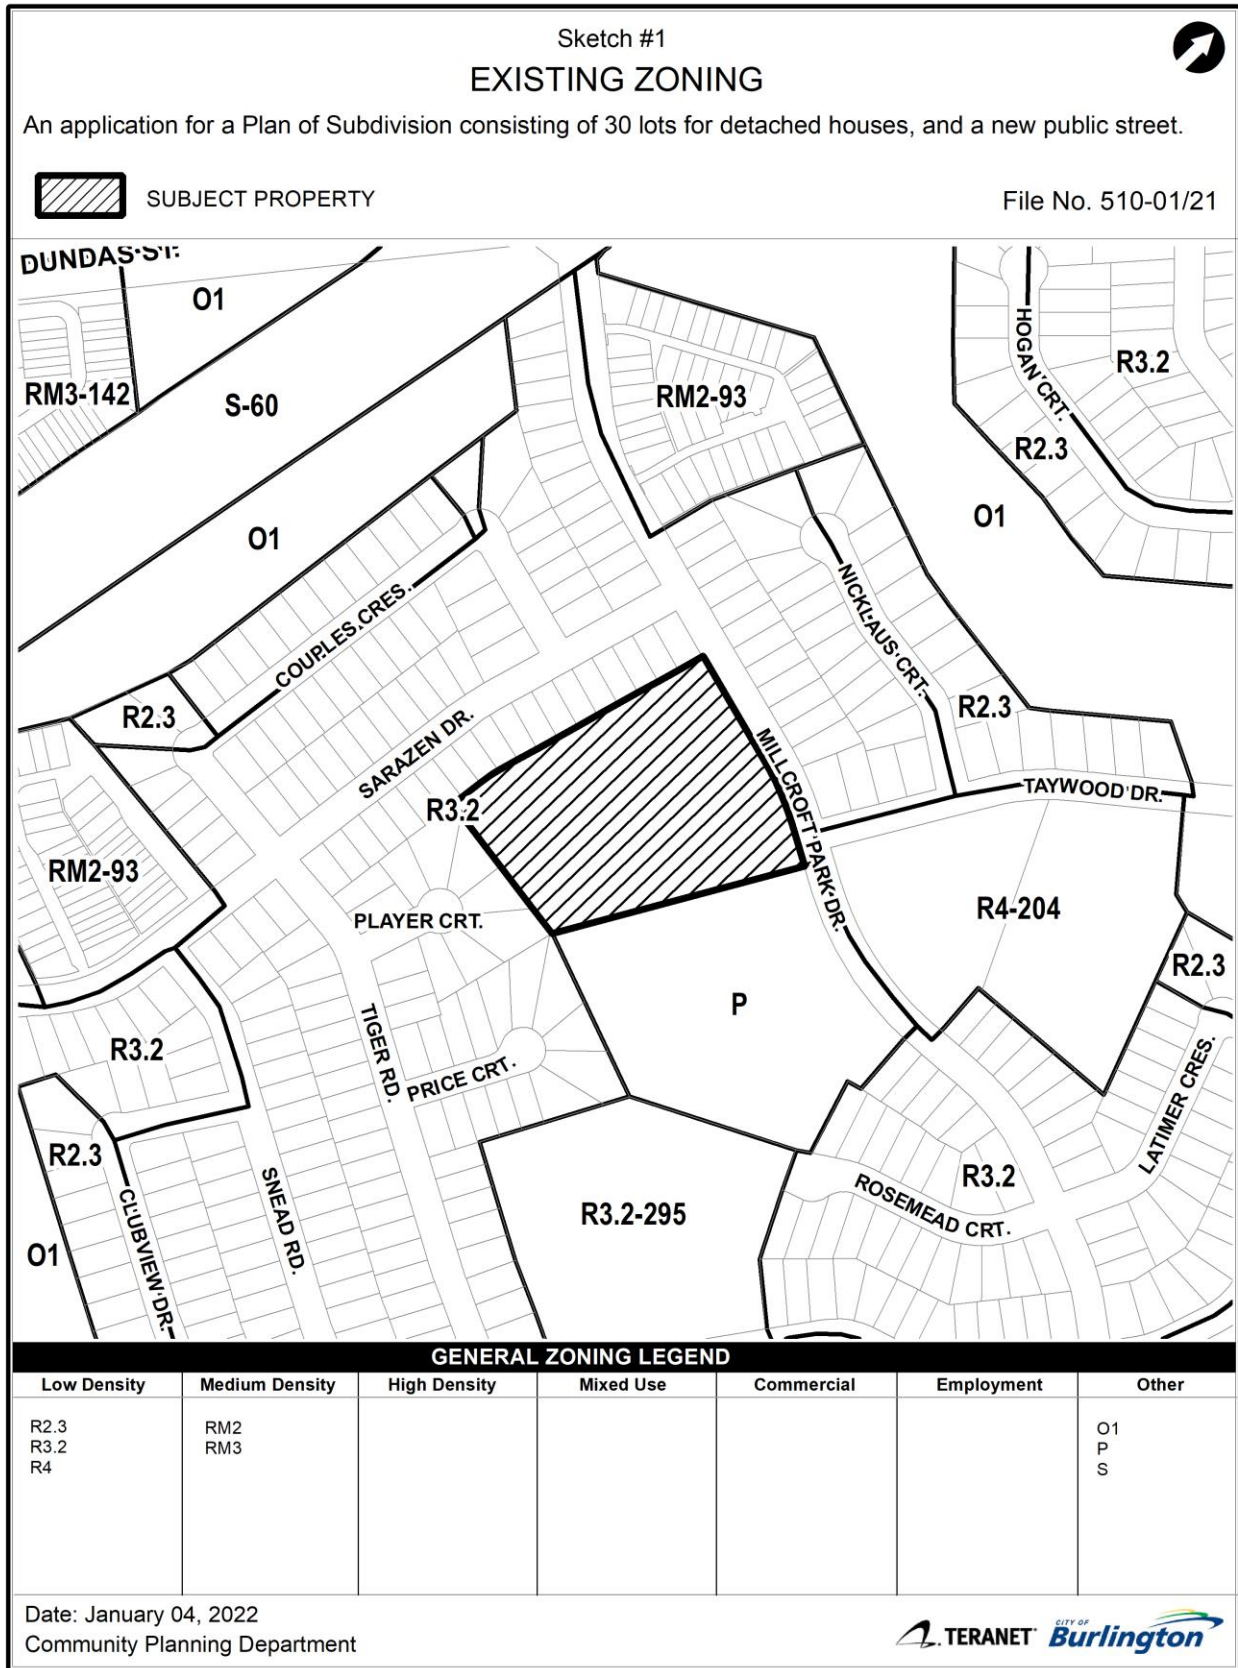 Sketch #1
EXISTING ZONING
An application for a Plan of Subdivision consisting of 30 lots for detached houses, and a new public street.
SUBJECT PROPERTY
File No. 510-01/21
DUNDAS ST.
O1
RM3-142
S-60
RM2-93
HOGAN CRT.
R3.2
R2.3
O1
O1
COUPLES CRES.
NICKLAUS CRT.
R2.3
R2.3
SARAZEN DR.
MILLCROFT PARK DR.
TAYWOOD DR.
R3.2
RM2-93
PLAYER CRT.
R4-204
R2.3
P
TIGER RD.
R3.2
PRICE CRT.
LATIMER CRES.
R2.3
R3.2
SNEAD RD.
ROSEMEAD CRT.
CLUBVIEW DR.
R3.2-295
O1
GENERAL ZONING LEGEND
Low Density Medium Density High Density Mixed Use Commercial Employment Other
R2.3 RM2 O1
R3.2 RM3 P
R4 S
Date: January 04, 2022
Community Planning Department
TERANET
CITY OF
Burlington